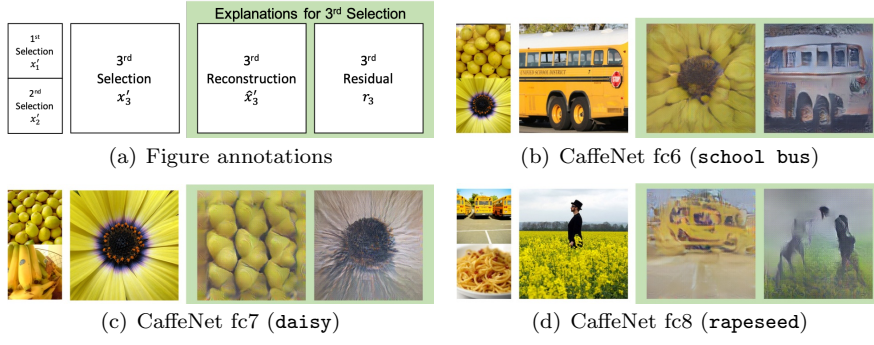 Explanations for 3rd Selection
1st
Selection
x′₁
2nd
Selection
x′₂
3rd
Selection
x′₃
3rd
Reconstruction
x̂′₃
3rd
Residual
r₃
(a) Figure annotations
(b) CaffeNet fc6 (school bus)
(c) CaffeNet fc7 (daisy)
(d) CaffeNet fc8 (rapeseed)